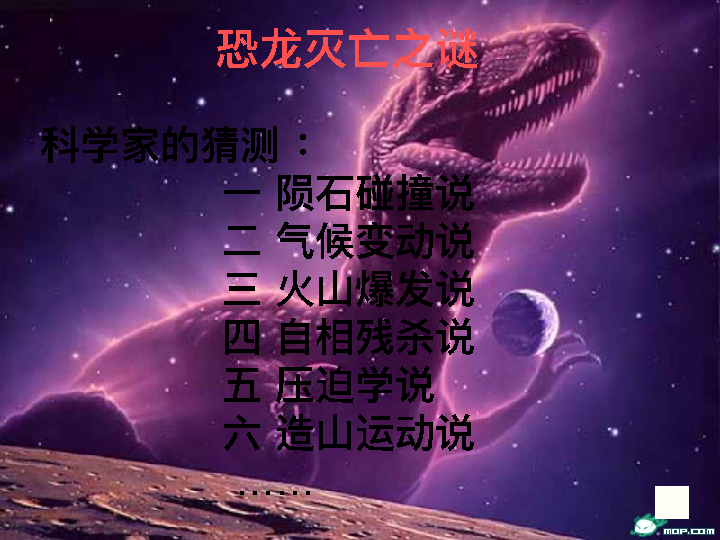 恐龙灭亡之谜
科学家的猜测：
一 陨石碰撞说
二 气候变动说
三 火山爆发说
四 自相残杀说
五 压迫学说
六 造山运动说
……
MOP.COM